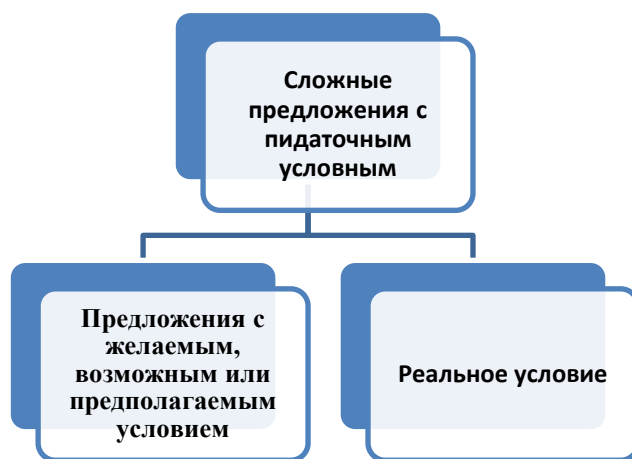 Сложные
предложения с
пидаточным
условным
Предложения с
желаемым,
возможным или
предполагаемым
условием
Реальное условие